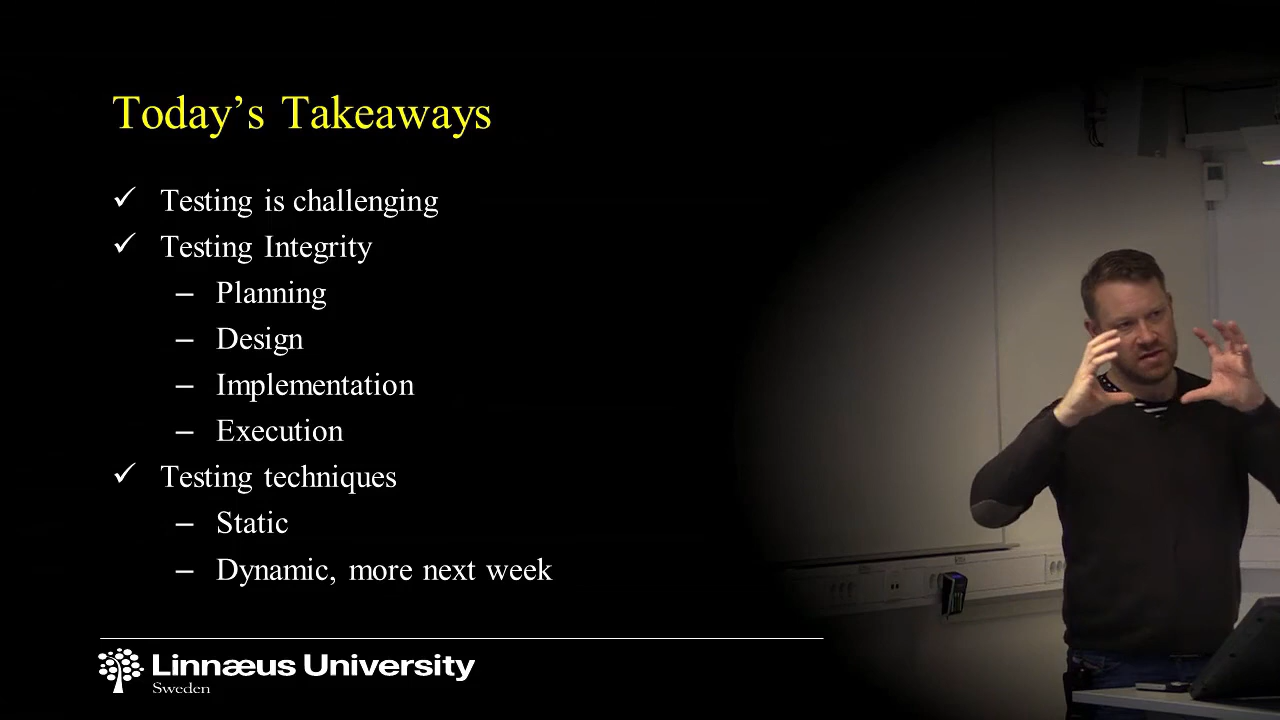 Today's Takeaways
✓ Testing is challenging
✓ Testing Integrity
– Planning
– Design
– Implementation
– Execution
✓ Testing techniques
– Static
– Dynamic, more next week
Linnæus University
Sweden